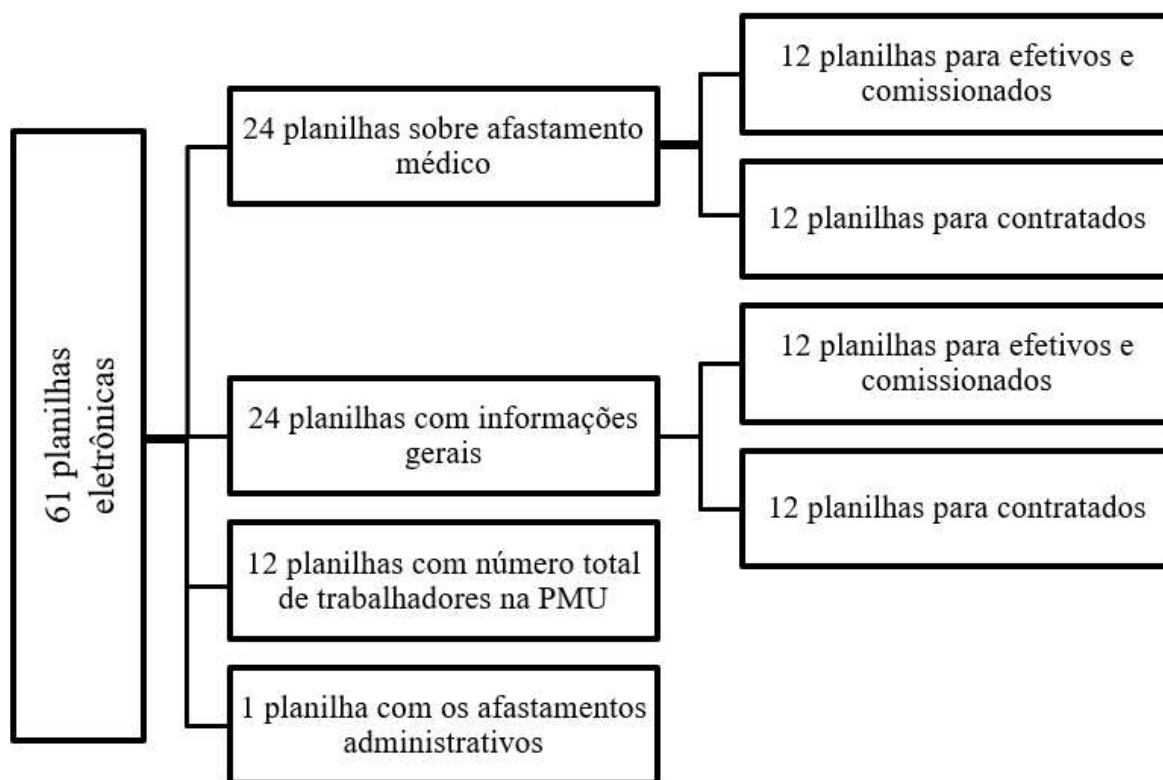 61 planilhas
eletrônicas
24 planilhas sobre afastamento
médico
12 planilhas para efetivos e
comissionados
12 planilhas para contratados
24 planilhas com informações
gerais
12 planilhas para efetivos e
comissionados
12 planilhas para contratados
12 planilhas com número total
de trabalhadores na PMU
1 planilha com os afastamentos
administrativos